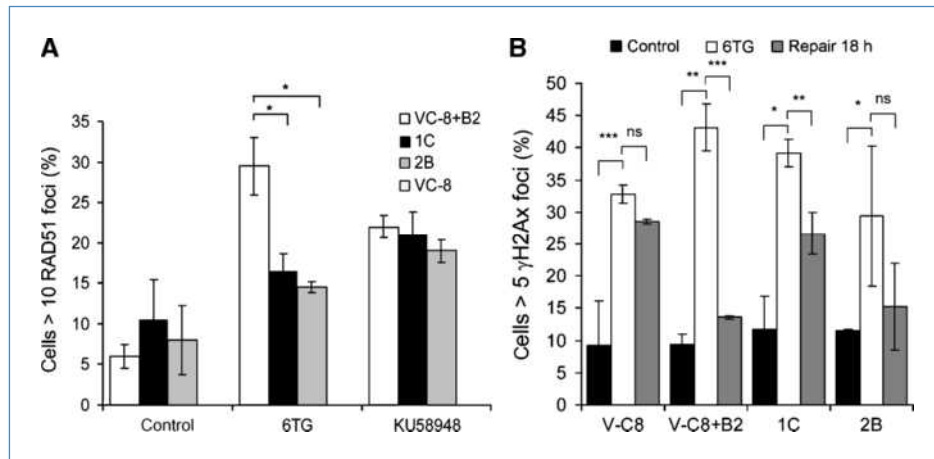 A
Cells > 10 RAD51 foci (%)
35
30
25
20
15
10
5
0
*
*
VC-8+B2
1C
2B
VC-8
Control
6TG
KU58948
B
Control
6TG
Repair 18 h
Cells > 5 γH2Ax foci (%)
50
45
40
35
30
25
20
15
10
5
0
***
ns
**
***
*
**
*
ns
V-C8
V-C8+B2
1C
2B